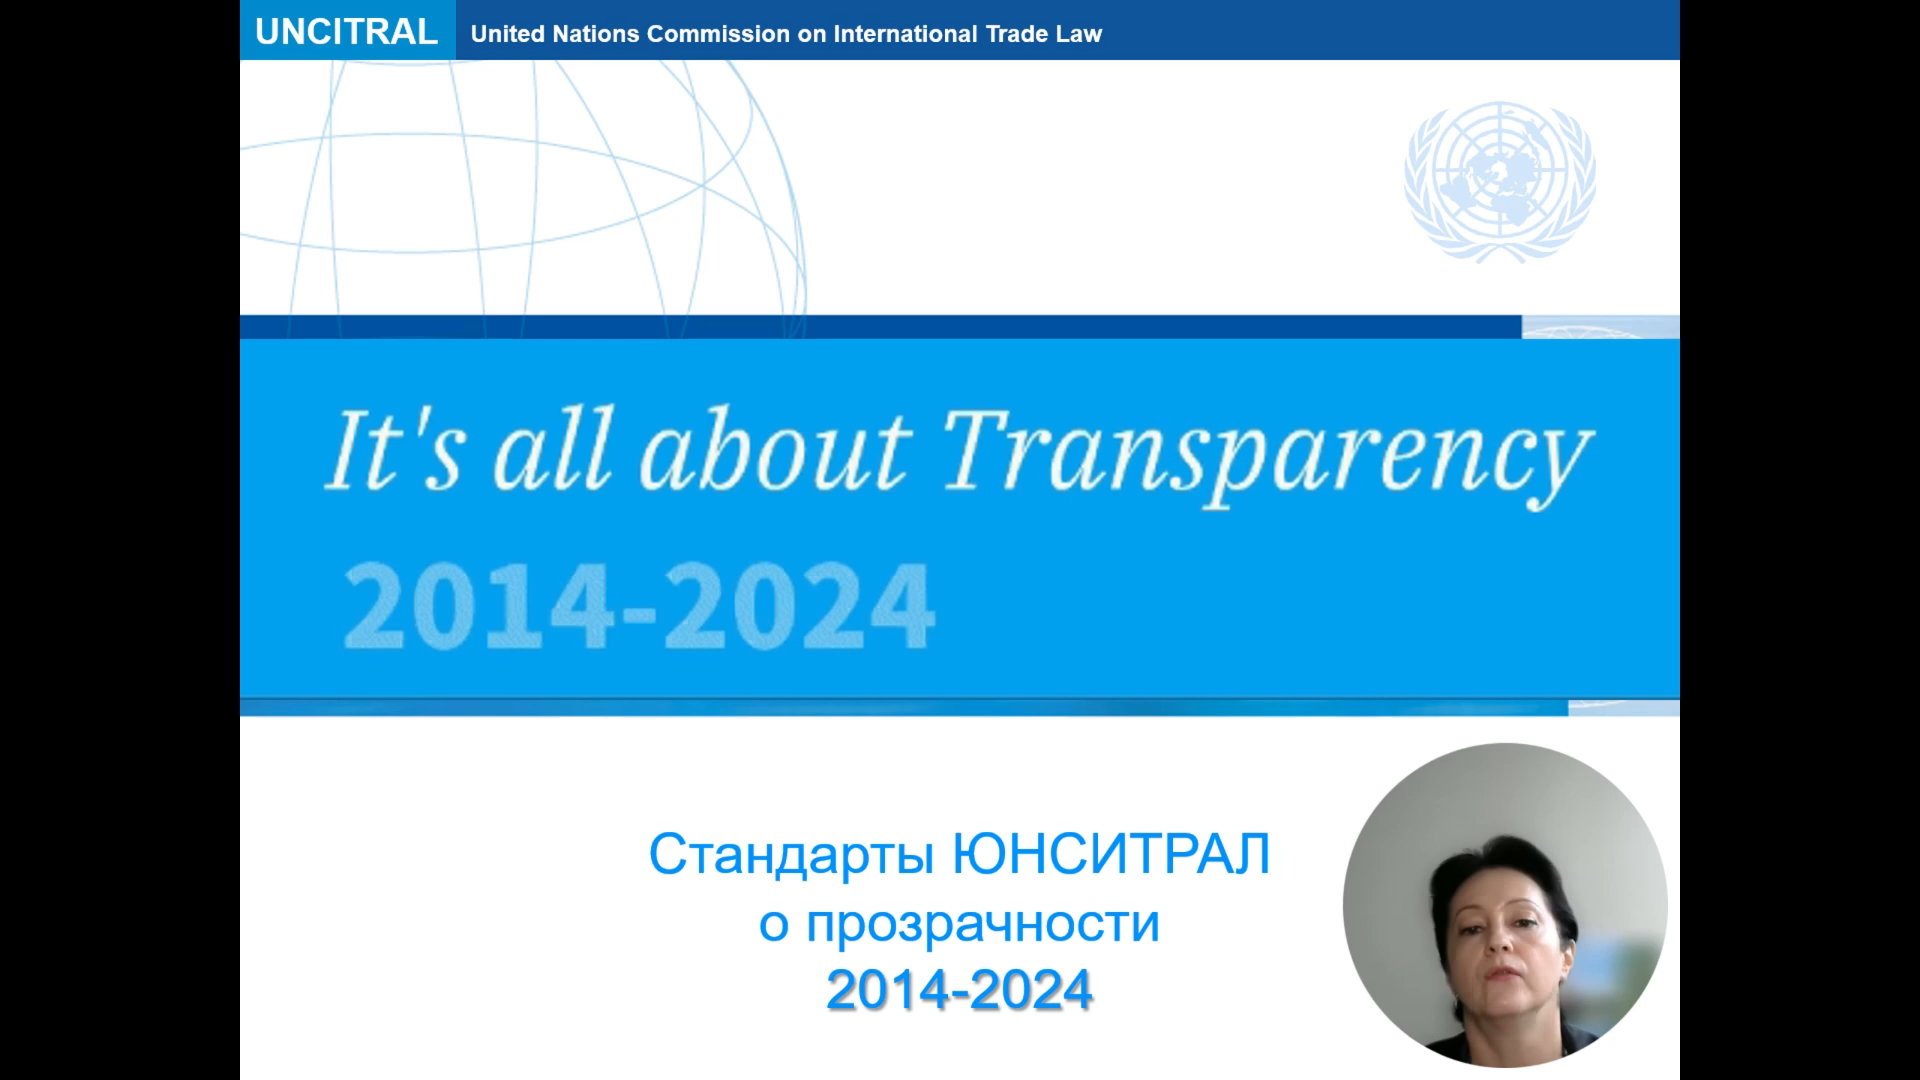 UNCITRAL United Nations Commission on International Trade Law
It's all about Transparency
2014-2024
Стандарты ЮНСИТРАЛ
о прозрачности
2014-2024